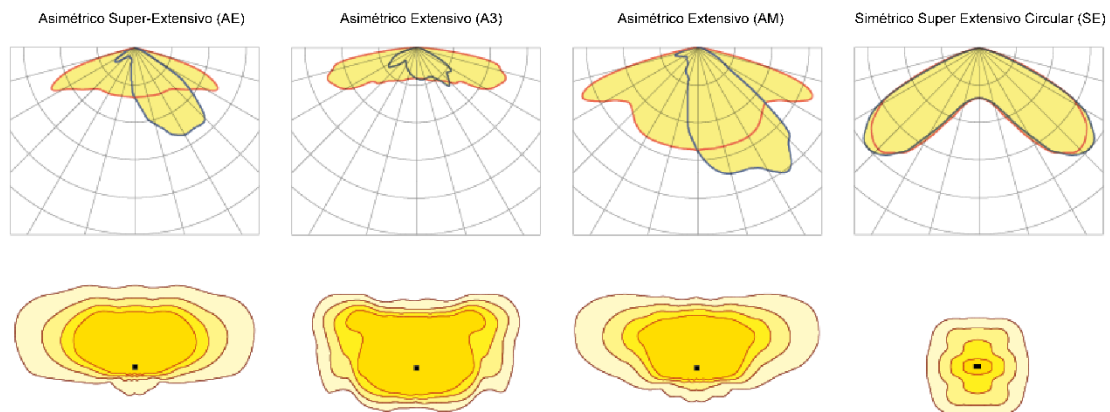 Asimétrico Super-Extensivo (AE)
Asimétrico Extensivo (A3)
Asimétrico Extensivo (AM)
Simétrico Super Extensivo Circular (SE)